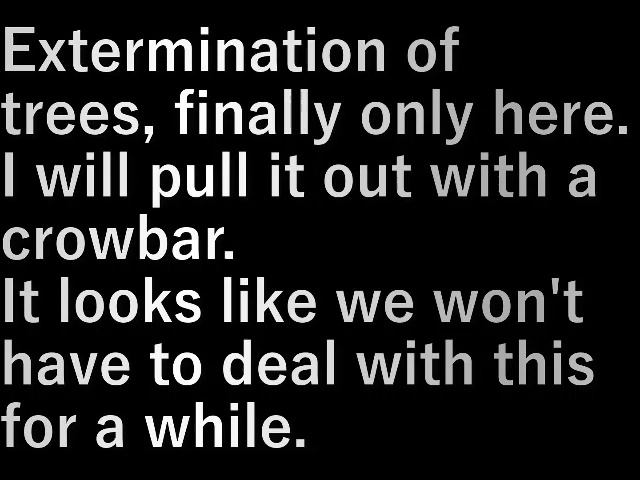 Extermination of
trees, finally only here.
I will pull it out with a
crowbar.
It looks like we won't
have to deal with this
for a while.